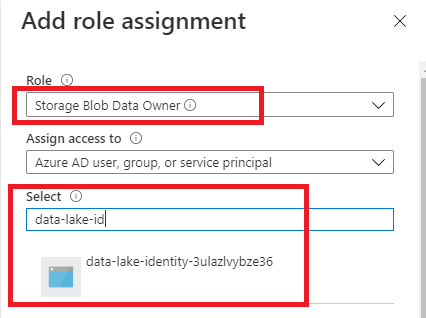 Add role assignment
Role
Storage Blob Data Owner
Assign access to
Azure AD user, group, or service principal
Select
data-lake-id
data-lake-identity-3ulazlvybze36